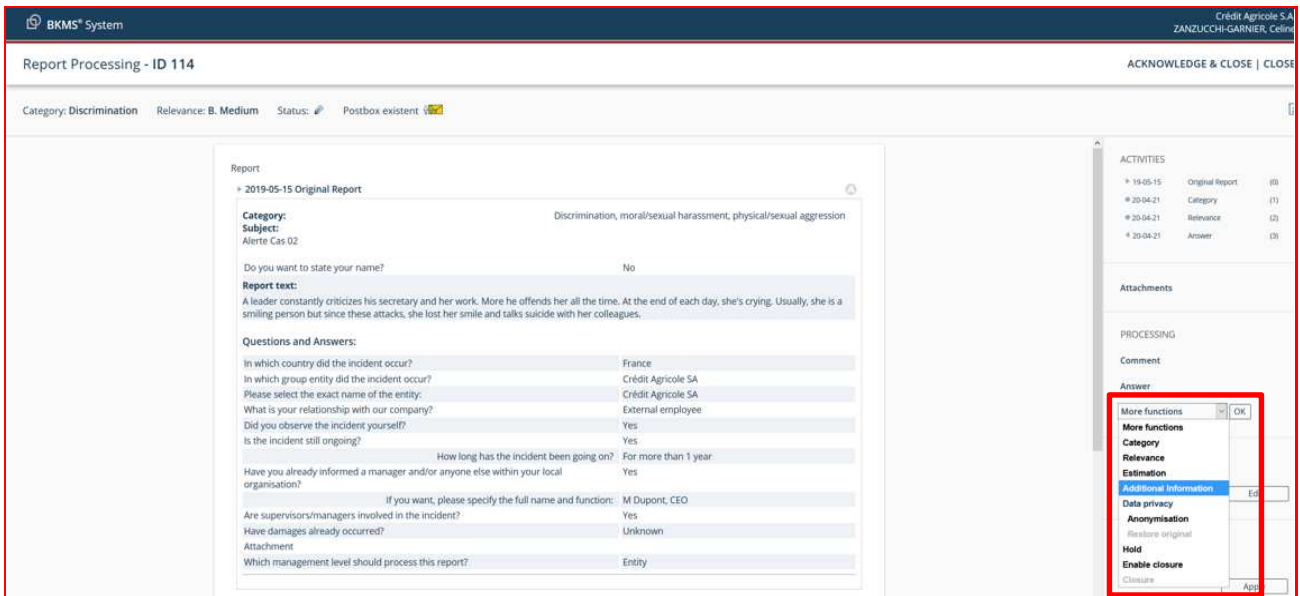 BKMS® System
Crédit Agricole S.A
ZANZUCCHI-GARNIER, Celine
Report Processing - ID 114
ACKNOWLEDGE & CLOSE | CLOSE
Category: Discrimination Relevance: B. Medium Status: Postbox existent
Report
2019-05-15 Original Report
Category: Discrimination, moral/sexual harassment, physical/sexual aggression
Subject:
Alerte Cas 02
Do you want to state your name? No
Report text:
A leader constantly criticizes his secretary and her work. More he offends her all the time. At the end of each day, she's crying. Usually, she is a
smiling person but since these attacks, she lost her smile and talks suicide with her colleagues.
Questions and Answers:
In which country did the incident occur? France
In which group entity did the incident occur? Crédit Agricole SA
Please select the exact name of the entity: Crédit Agricole SA
What is your relationship with our company? External employee
Did you observe the incident yourself? Yes
Is the incident still ongoing? Yes
How long has the incident been going on? For more than 1 year
Have you already informed a manager and/or anyone else within your local Yes
organisation?
If you want, please specify the full name and function: M Dupont, CEO
Are supervisors/managers involved in the incident? Yes
Have damages already occurred? Unknown
Attachment
Which management level should process this report? Entity
ACTIVITIES
19-05-15 Original Report (0)
20-04-21 Category (1)
20-04-21 Relevance (2)
20-04-21 Answer (3)
Attachments
PROCESSING
Comment
Answer
More functions OK
More functions
Category
Relevance
Estimation
Additional Information
Ed
Data privacy
Anonymisation
Restore original
Hold
Enable closure
Closure
App